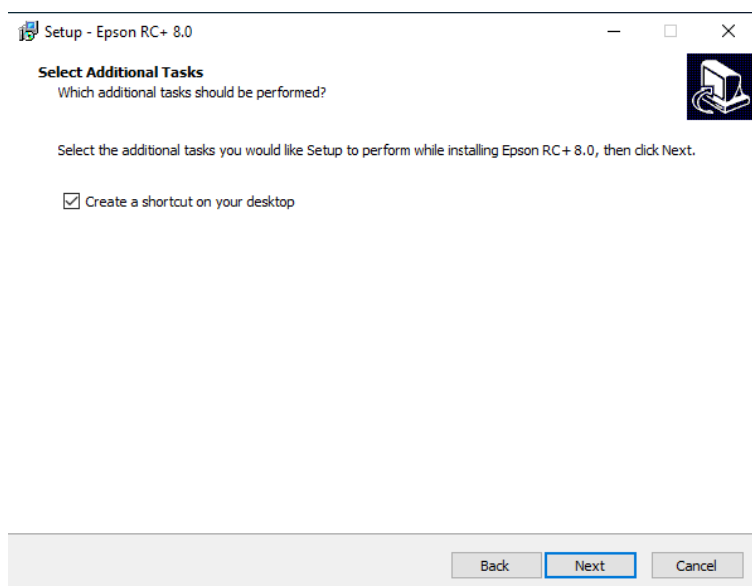 Setup - Epson RC+ 8.0
Select Additional Tasks
Which additional tasks should be performed?
Select the additional tasks you would like Setup to perform while installing Epson RC+ 8.0, then click Next.
Create a shortcut on your desktop
Back Next Cancel